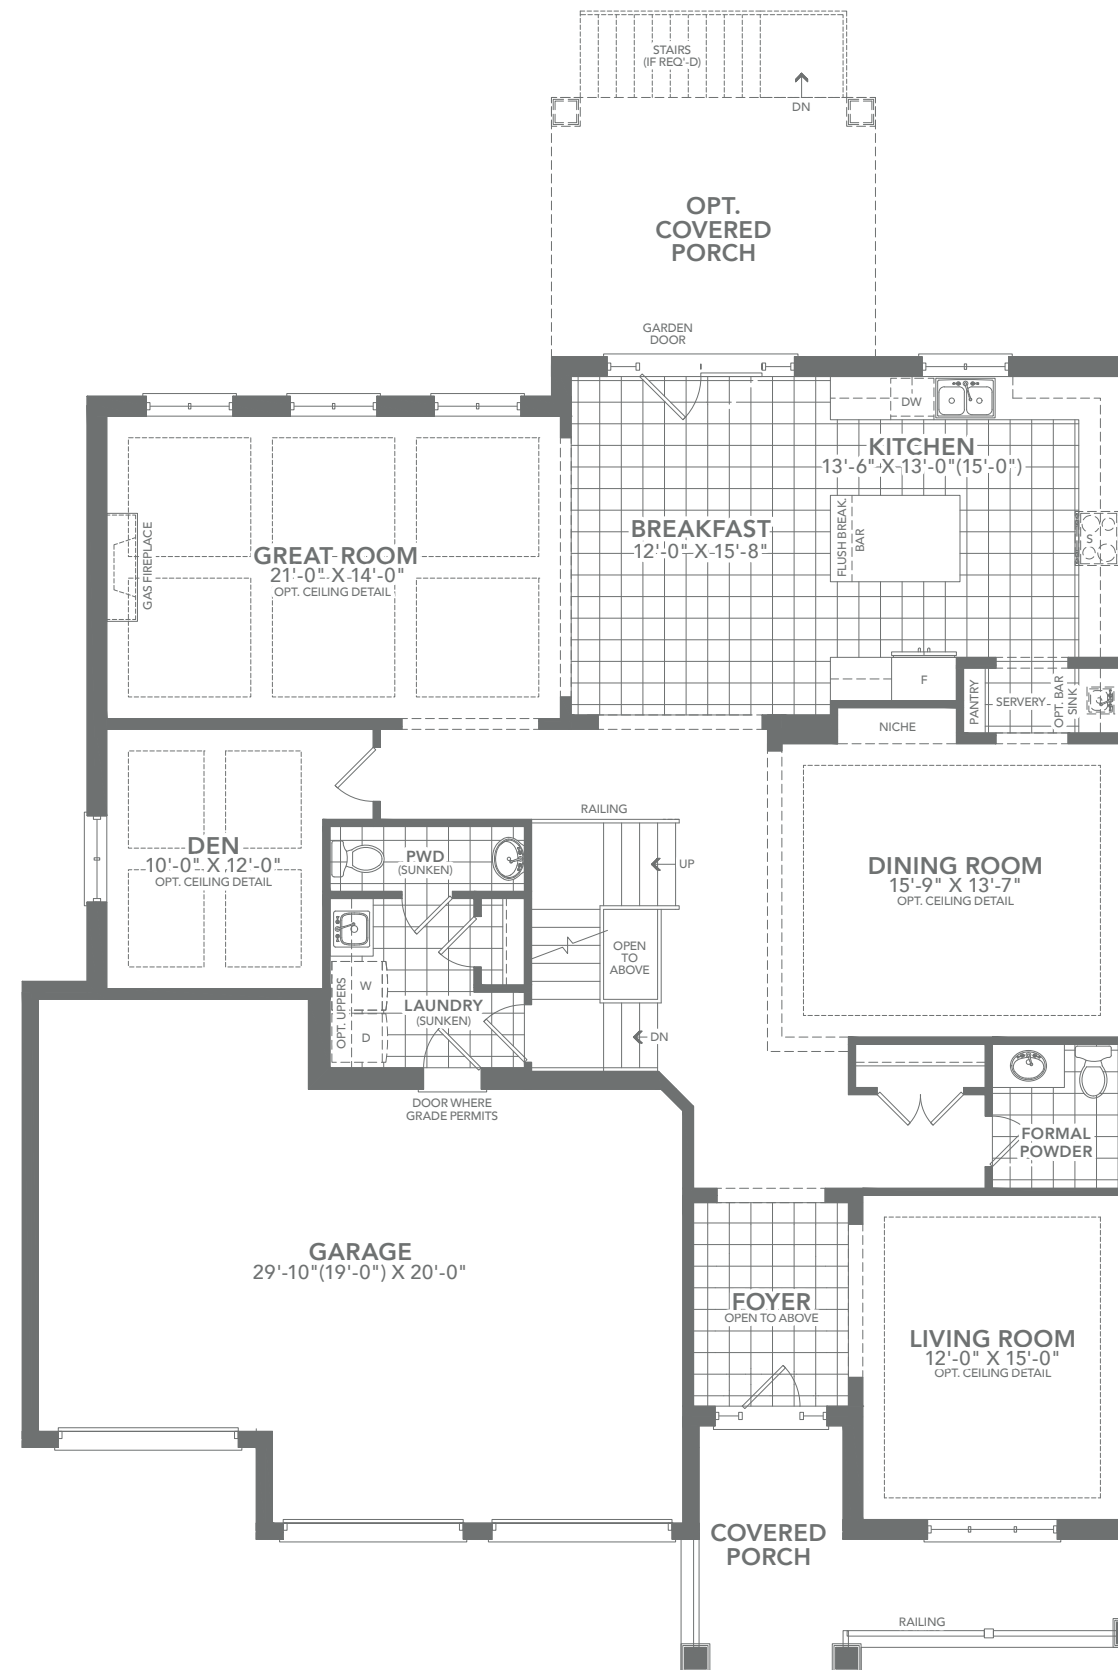 STAIRS
(IF REQ'-D)
DN
OPT.
COVERED
PORCH
GARDEN
DOOR
DW
KITCHEN
13'-6" X 13'-0"(15'-0")
BREAKFAST
12'-0" X 15'-8"
FLUSH BREAK.
BAR
S
GREAT ROOM
21'-0" X 14'-0"
OPT. CEILING DETAIL
GAS FIREPLACE
F
PANTRY
SERVERY
OPT. BAR
SINK
NICHE
RAILING
DEN
10'-0" X 12'-0"
OPT. CEILING DETAIL
PWD
(SUNKEN)
UP
DINING ROOM
15'-9" X 13'-7"
OPT. CEILING DETAIL
OPEN
TO
ABOVE
W
OPT. UPPERS
LAUNDRY
(SUNKEN)
D
DN
DOOR WHERE
GRADE PERMITS
FORMAL
POWDER
GARAGE
29'-10"(19'-0") X 20'-0"
FOYER
OPEN TO ABOVE
LIVING ROOM
12'-0" X 15'-0"
OPT. CEILING DETAIL
COVERED
PORCH
RAILING